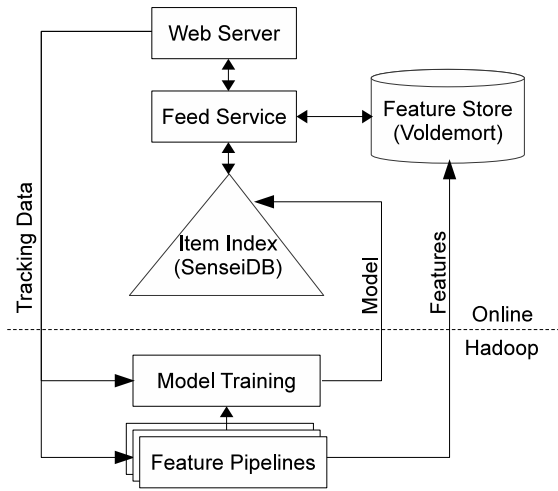 Web Server
Feed Service
Feature Store
(Voldemort)
Item Index
(SenseiDB)
Tracking Data
Model
Features
Online
Hadoop
Model Training
Feature Pipelines